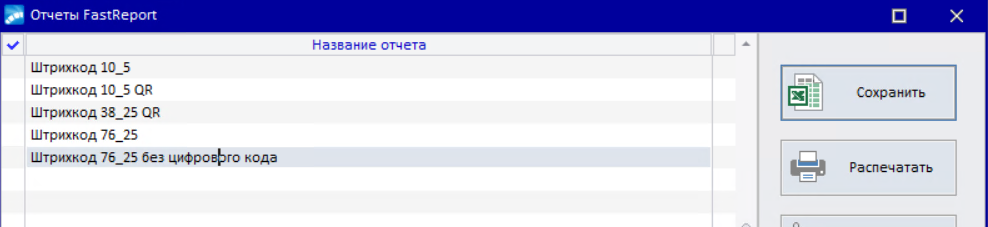 Отчеты FastReport
Название отчета
Штрихкод 10_5
Штрихкод 10_5 QR
Штрихкод 38_25 QR
Штрихкод 76_25
Штрихкод 76_25 без цифрового кода
Сохранить
Распечатать